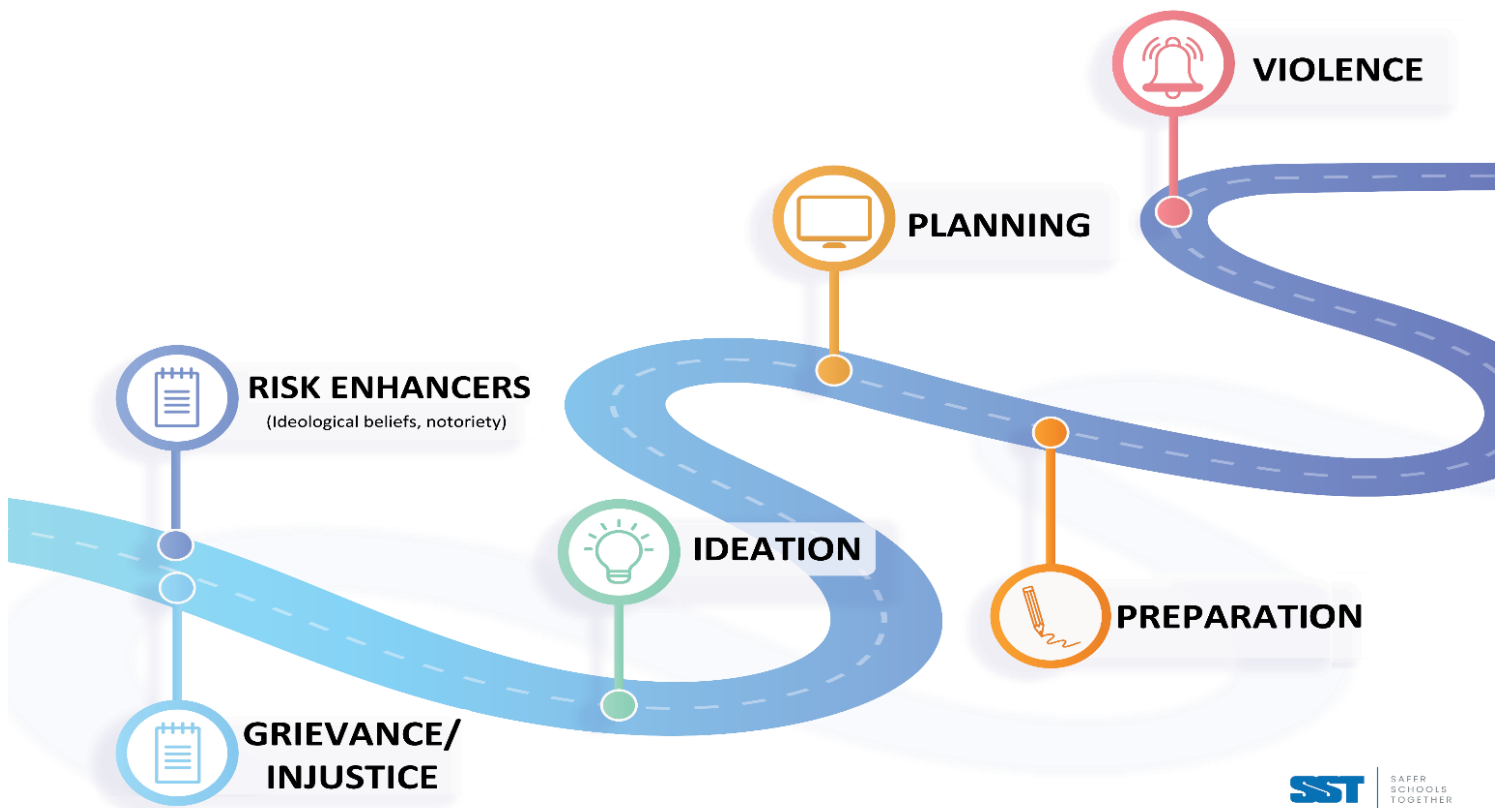 VIOLENCE
PLANNING
RISK ENHANCERS
(Ideological beliefs, notoriety)
IDEATION
PREPARATION
GRIEVANCE/
INJUSTICE
SST
SAFER
SCHOOLS
TOGETHER